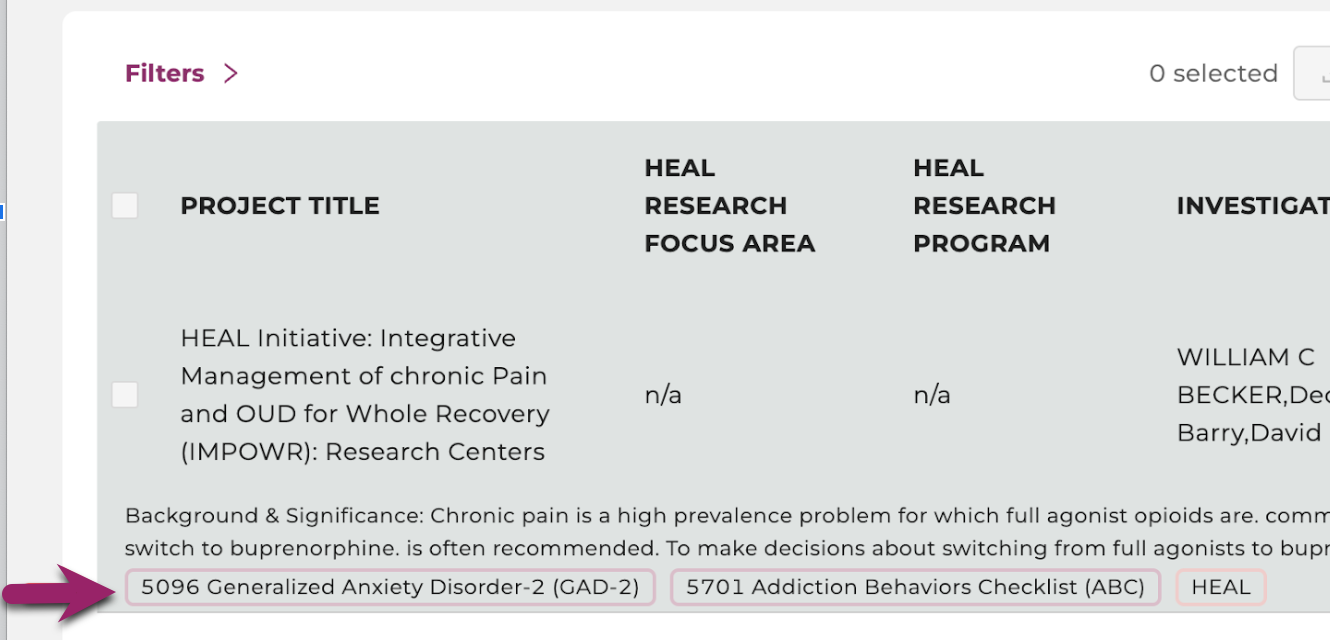 Filters >
0 selected
PROJECT TITLE
HEAL
RESEARCH
FOCUS AREA
HEAL
RESEARCH
PROGRAM
INVESTIGAT
HEAL Initiative: Integrative
Management of chronic Pain
and OUD for Whole Recovery
(IMPOWR): Research Centers
n/a
n/a
WILLIAM C
BECKER,Dec
Barry,David
Background & Significance: Chronic pain is a high prevalence problem for which full agonist opioids are. comm
switch to buprenorphine. is often recommended. To make decisions about switching from full agonists to bupr
5096 Generalized Anxiety Disorder-2 (GAD-2) 5701 Addiction Behaviors Checklist (ABC) HEAL